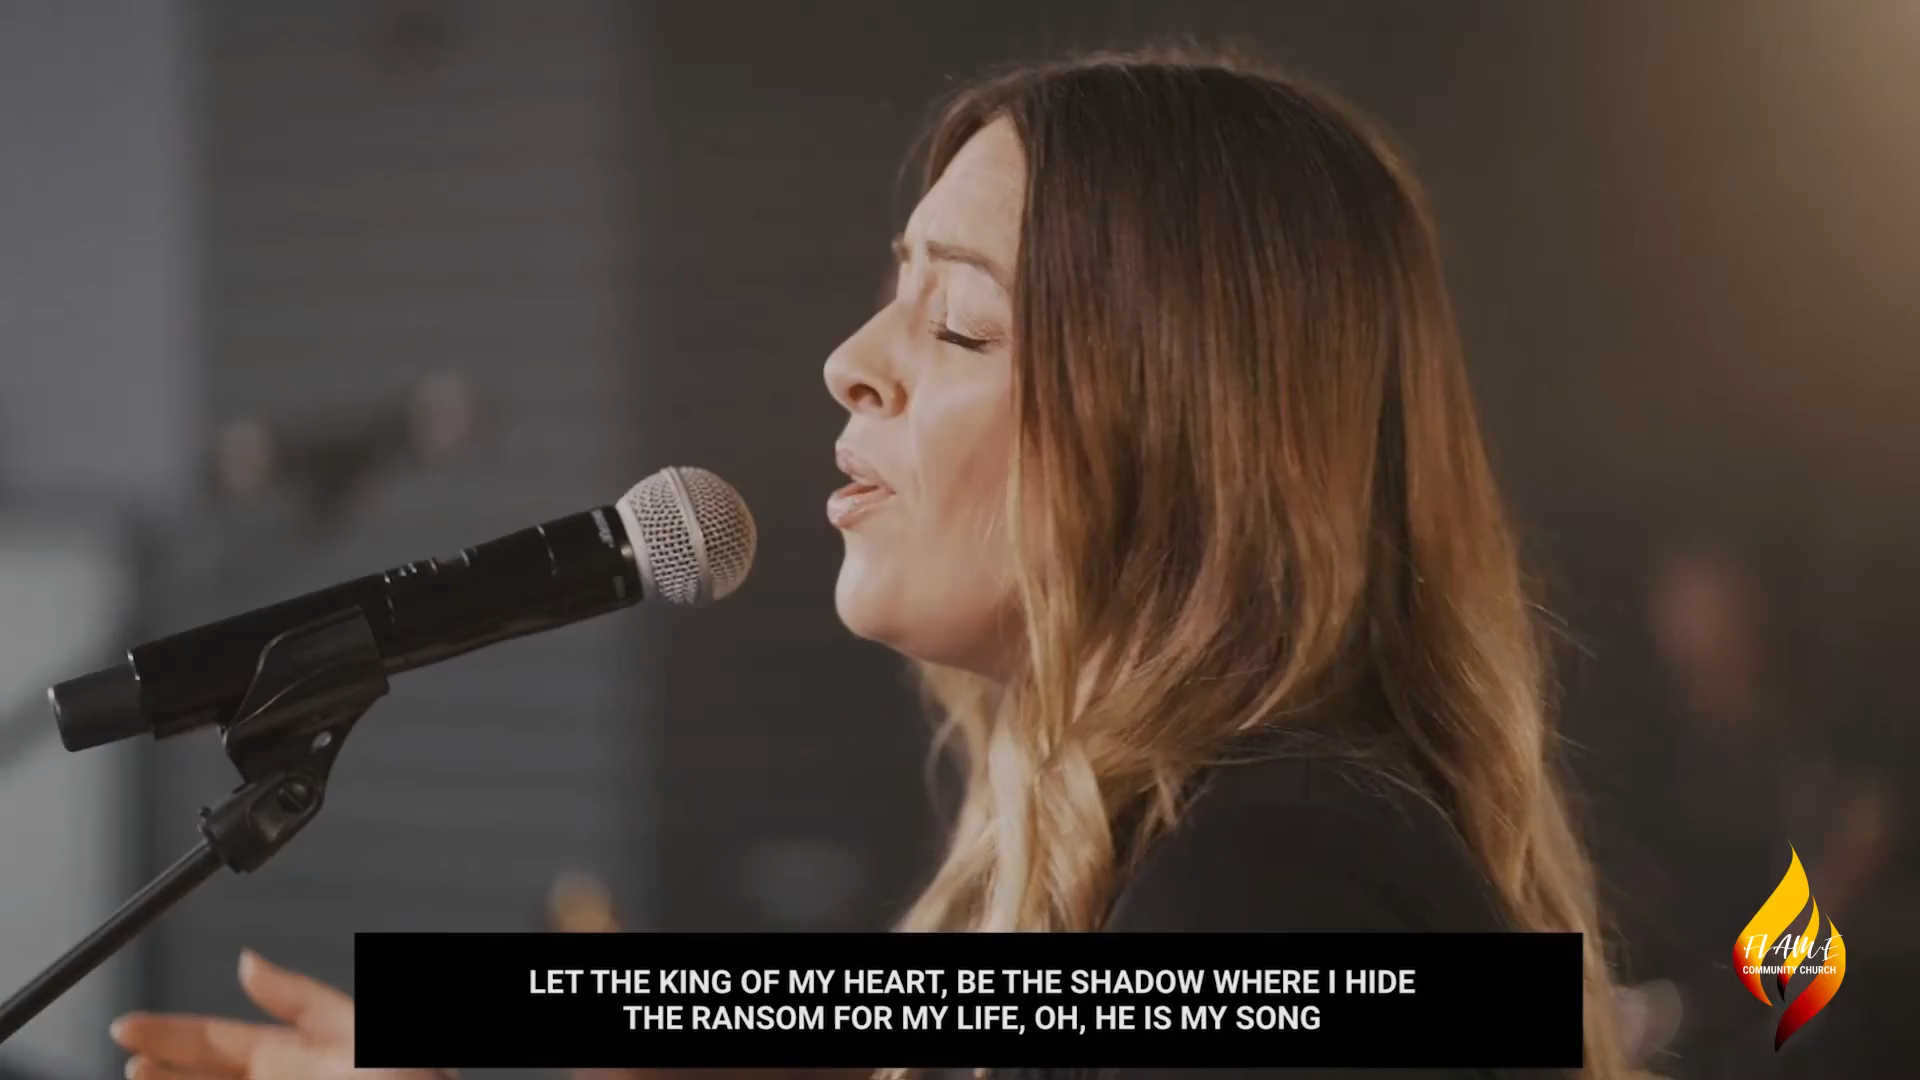 LET THE KING OF MY HEART, BE THE SHADOW WHERE I HIDE
THE RANSOM FOR MY LIFE, OH, HE IS MY SONG
FLAME
COMMUNITY CHURCH